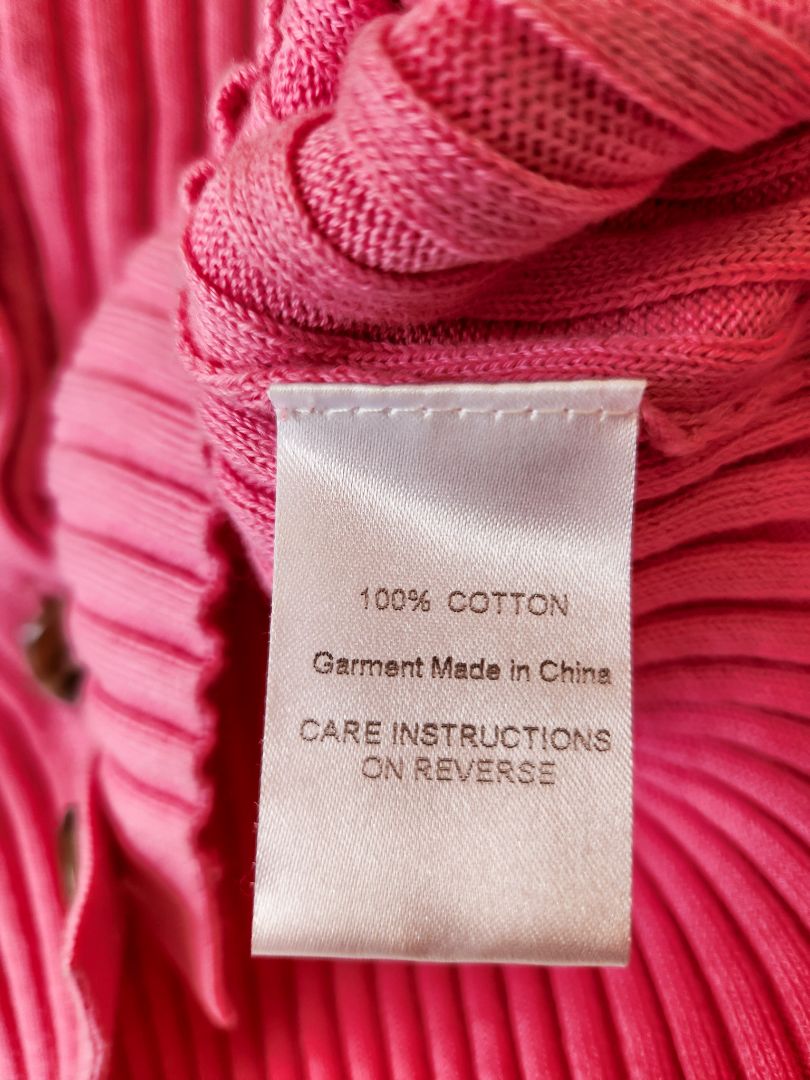 100% COTTON
Garment Made in China
CARE INSTRUCTIONS
ON REVERSE